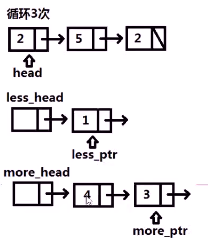 循环3次
2 5 2
head
less_head
1
less_ptr
more_head
4 3
more_ptr